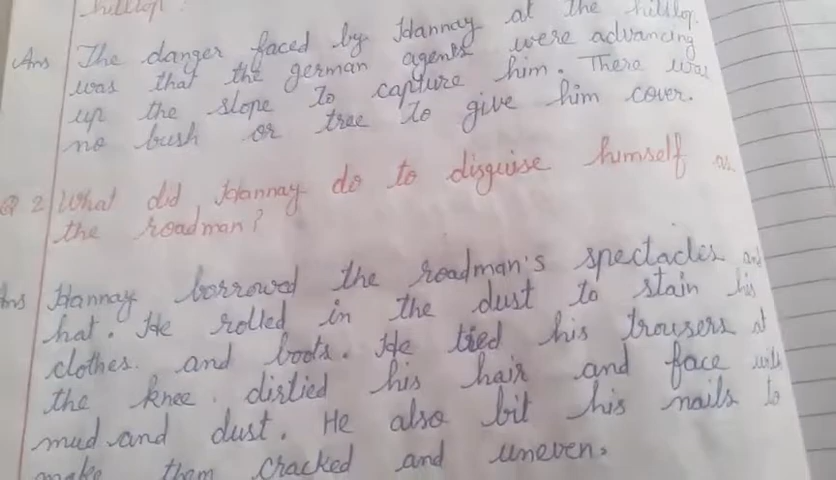 hilltop.
Ans The danger faced by Hannay at the hilltop
was that the german agents were advancing
up the slope to capture him. There was
no bush or tree to give him cover.
Q 2 What did Hannay do to disguise himself as
the roadman?
Ans Hannay borrowed the roadman's spectacles and
hat. He rolled in the dust to stain his
clothes. and boots. He tied his trousers at
the knee. dirtied his hair and face with
mud and dust. He also bit his nails to
make them cracked and uneven.